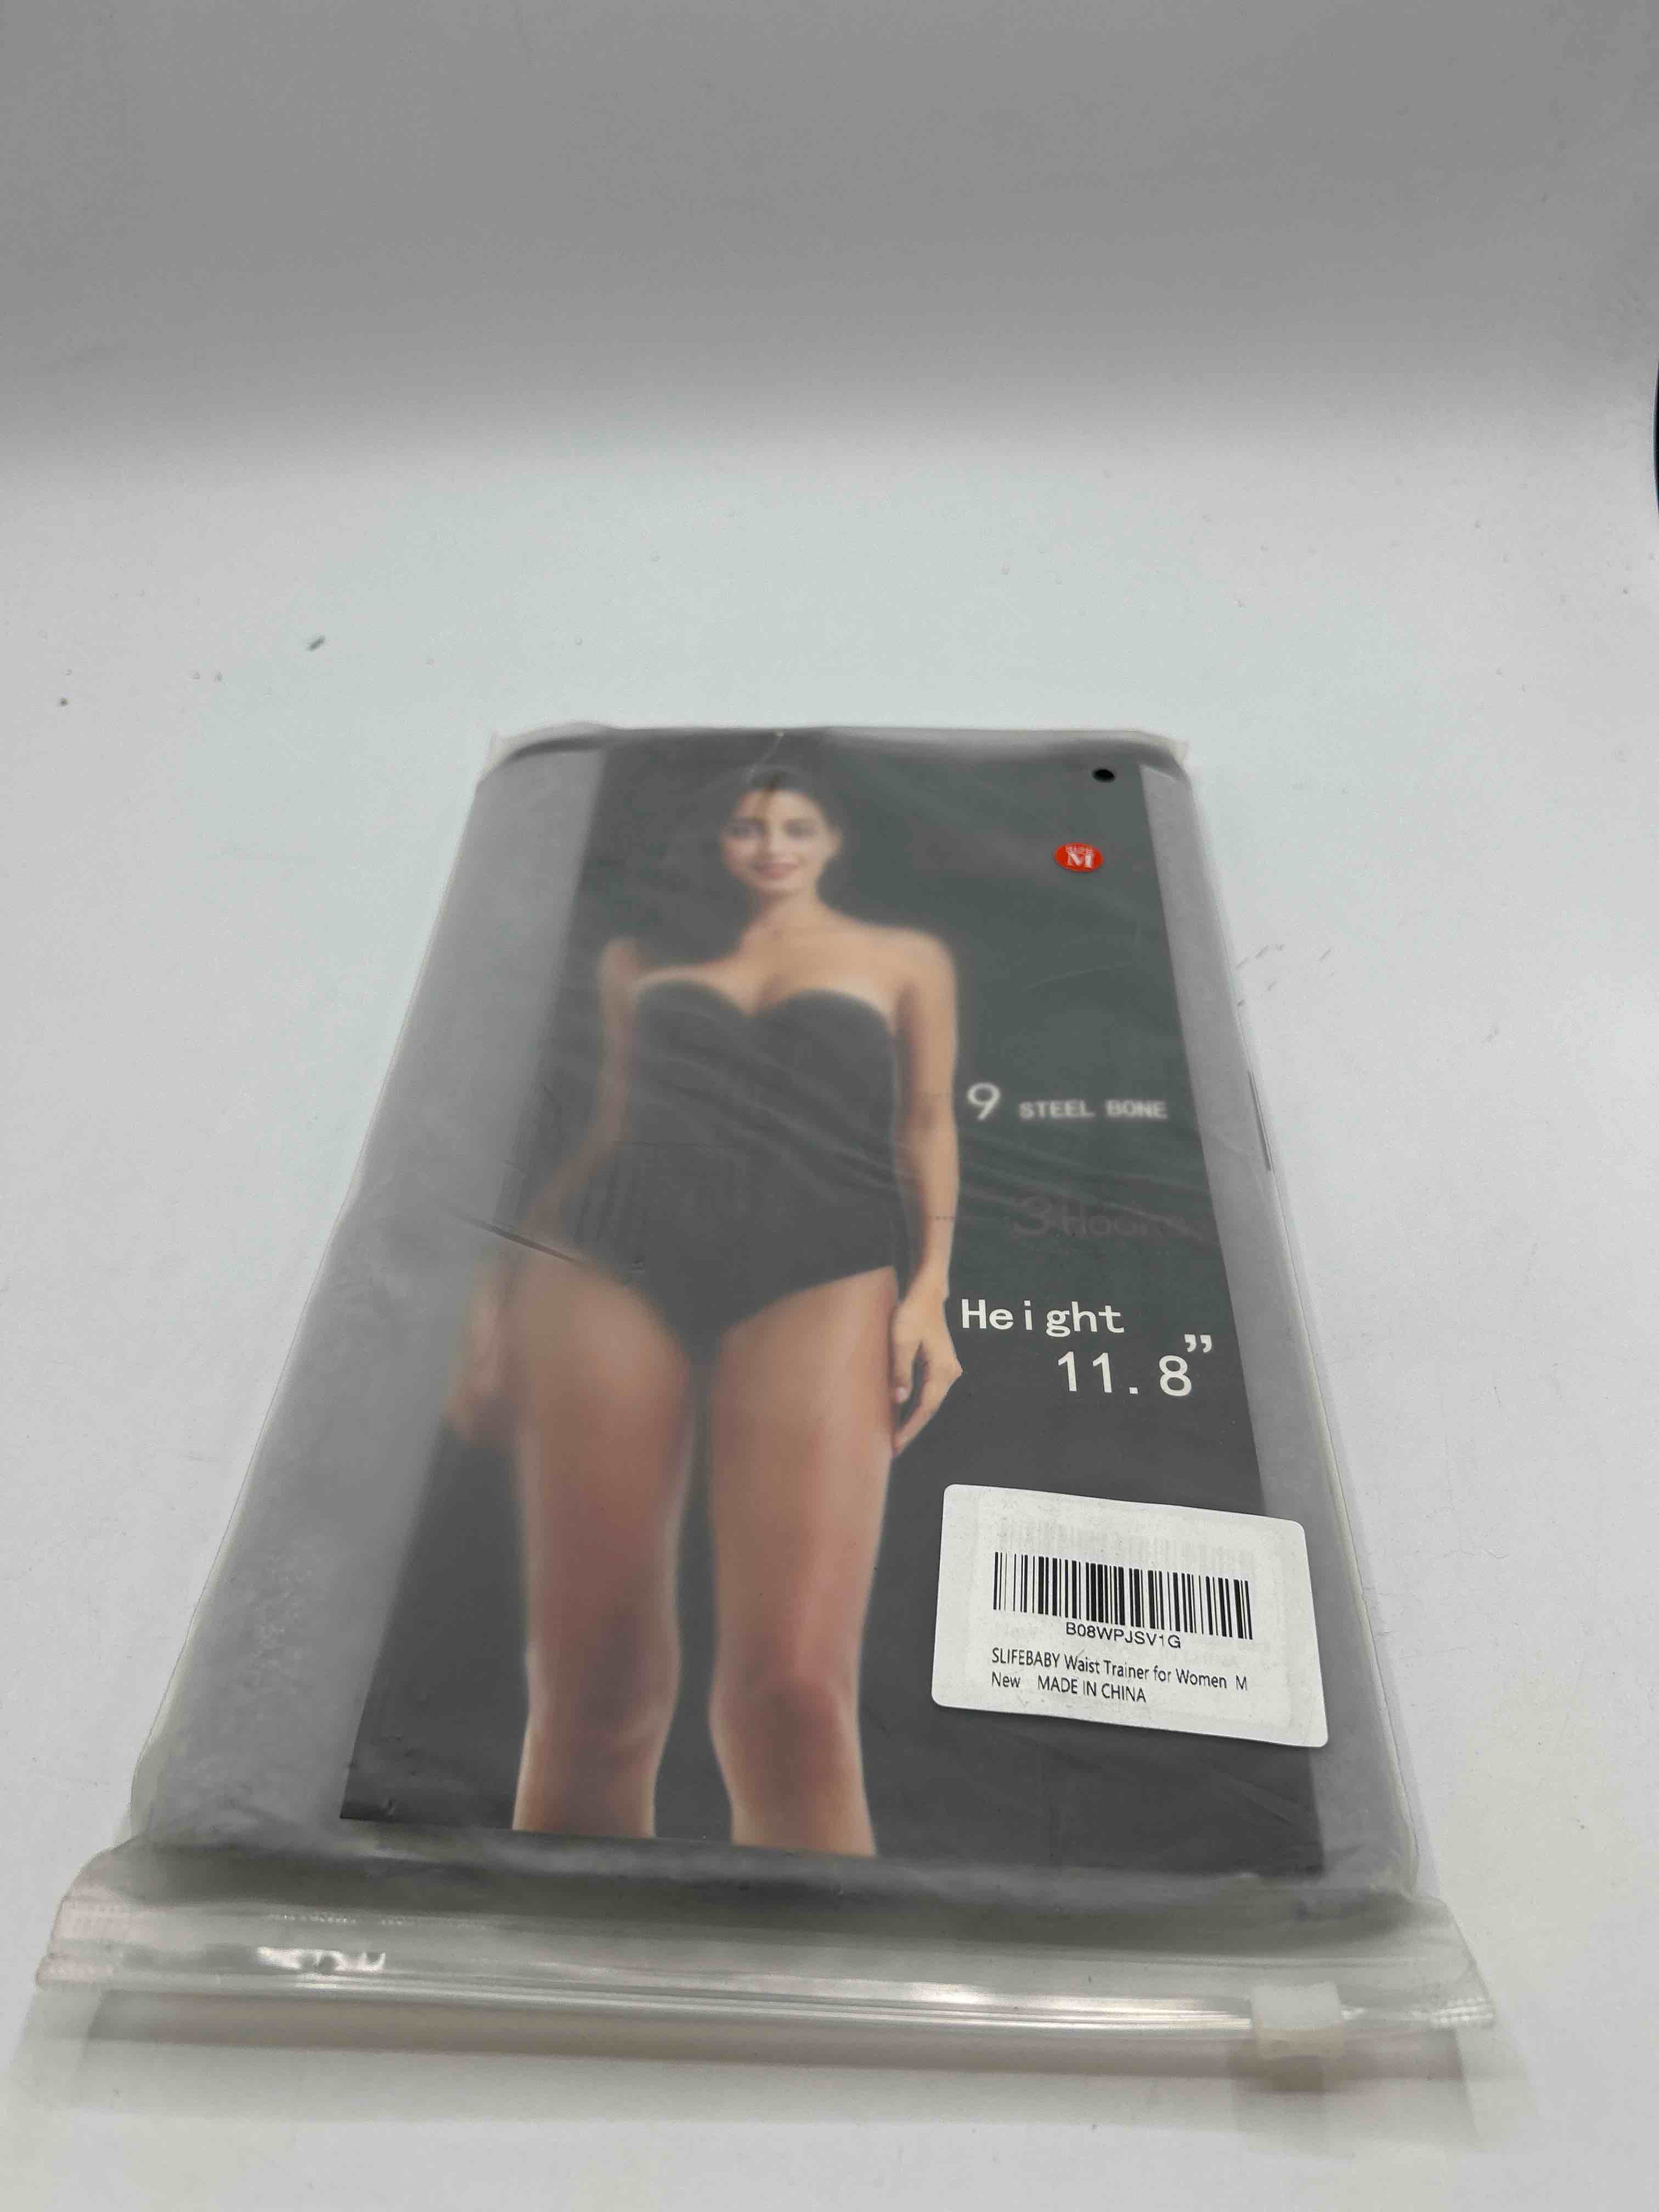 M
9 STEEL BONE
3 Hooks
Height
11.8”
B08WPJSV1G
SLIFEBABY Waist Trainer for Women M
New MADE IN CHINA